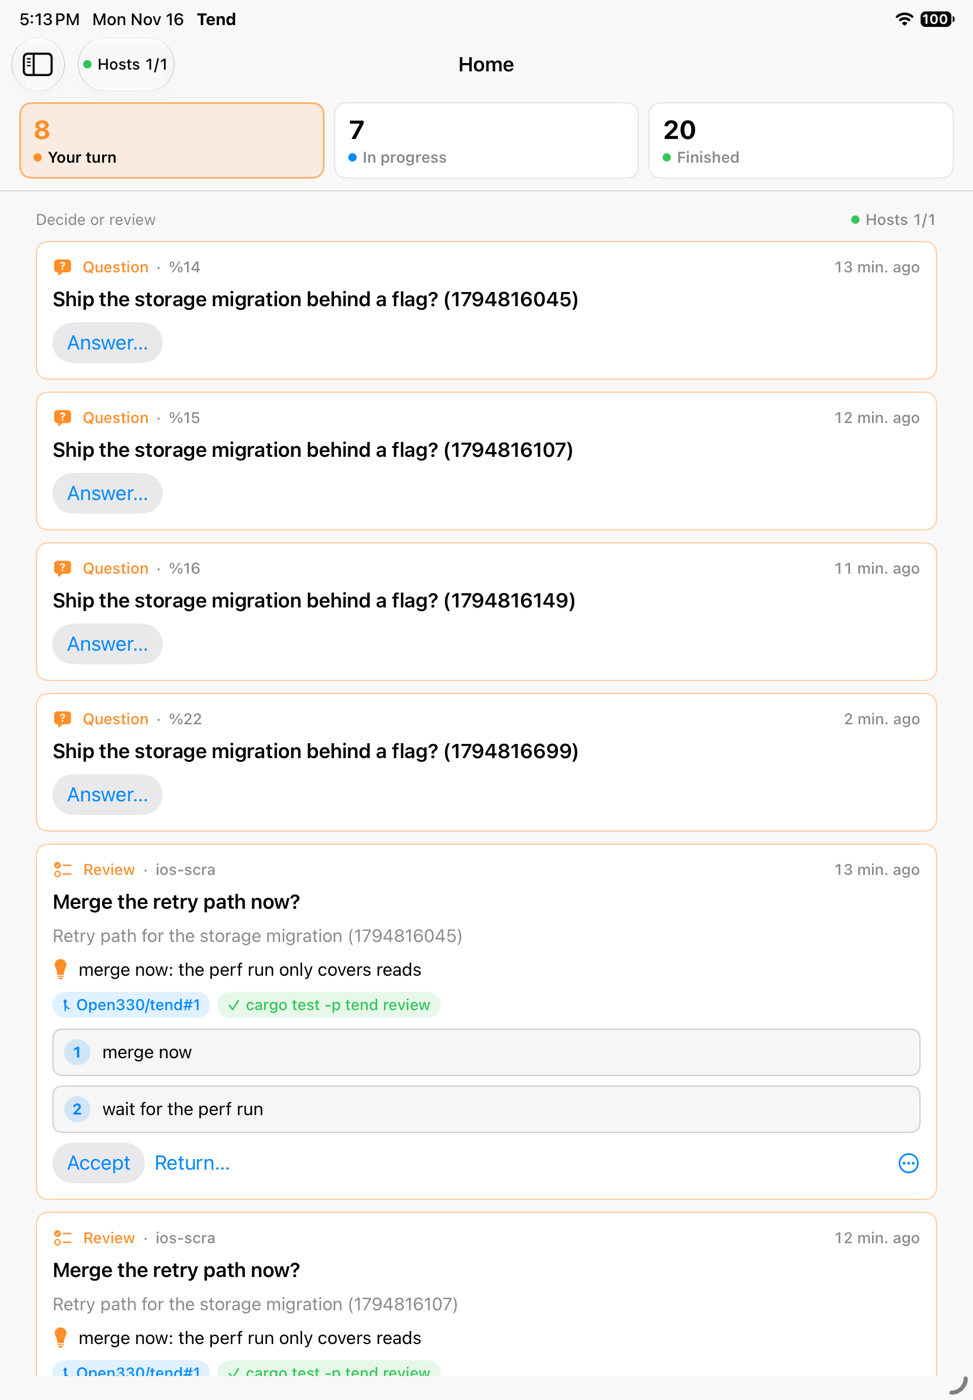 5:13 PM Mon Nov 16 Tend
100
Hosts 1/1
Home
8
Your turn
7
In progress
20
Finished
Decide or review
Hosts 1/1
Question · %14
13 min. ago
Ship the storage migration behind a flag? (1794816045)
Answer...
Question · %15
12 min. ago
Ship the storage migration behind a flag? (1794816107)
Answer...
Question · %16
11 min. ago
Ship the storage migration behind a flag? (1794816149)
Answer...
Question · %22
2 min. ago
Ship the storage migration behind a flag? (1794816699)
Answer...
Review · ios-scra
13 min. ago
Merge the retry path now?
Retry path for the storage migration (1794816045)
merge now: the perf run only covers reads
Open330/tend#1 ✓ cargo test -p tend review
1 merge now
2 wait for the perf run
Accept Return...
Review · ios-scra
12 min. ago
Merge the retry path now?
Retry path for the storage migration (1794816107)
merge now: the perf run only covers reads
Open330/tend#1 ✓ cargo test -p tend review